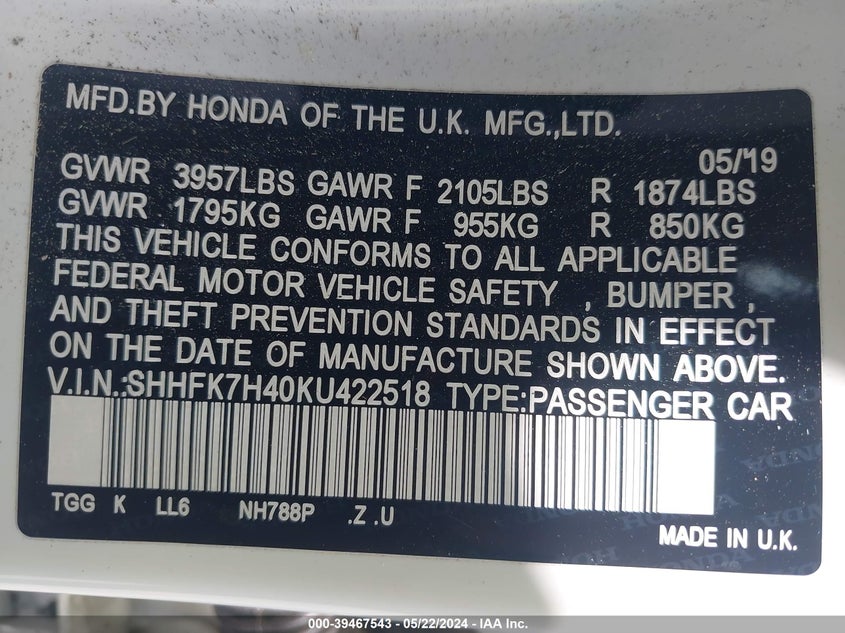 MFD.BY HONDA OF THE U.K. MFG.,LTD.
05/'19
GVWR 3957LBS GAWR F 2105LBS R 1874LBS
GVWR 1795KG GAWR F 955KG R 850KG
THIS VEHICLE CONFORMS TO ALL APPLICABLE
FEDERAL MOTOR VEHICLE SAFETY , BUMPER ,
AND THEFT PREVENTION STANDARDS IN EFFECT
ON THE DATE OF MANUFACTURE SHOWN ABOVE.
V.I.N.:SHHFK7H40KU422518 TYPE:PASSENGER CAR
TGG K LL6 NH788P .Z .U
HONDA
MADE IN U.K.
000-39467543 - 05/22/2024 - IAA Inc.